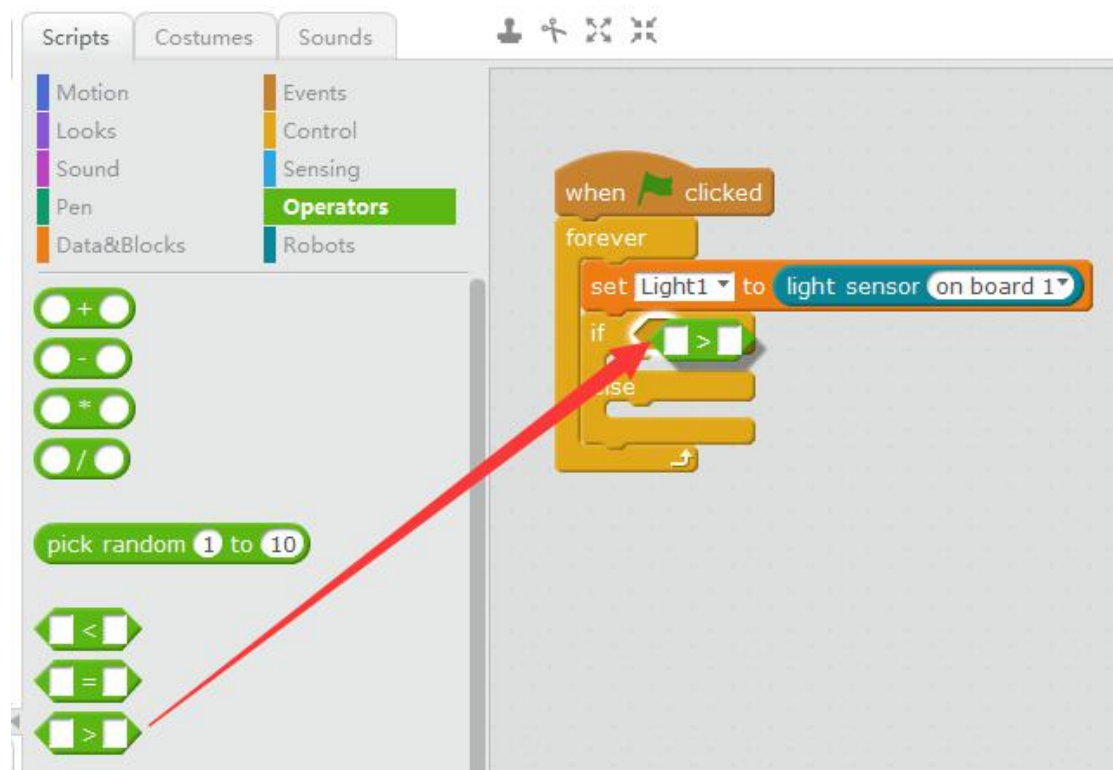 Scripts Costumes Sounds
Motion Events
Looks Control
Sound Sensing
Pen Operators
Data&Blocks Robots
+
-
*
/
pick random 1 to 10
<
=
>
when clicked
forever
set Light1 to light sensor on board 1
if >
else